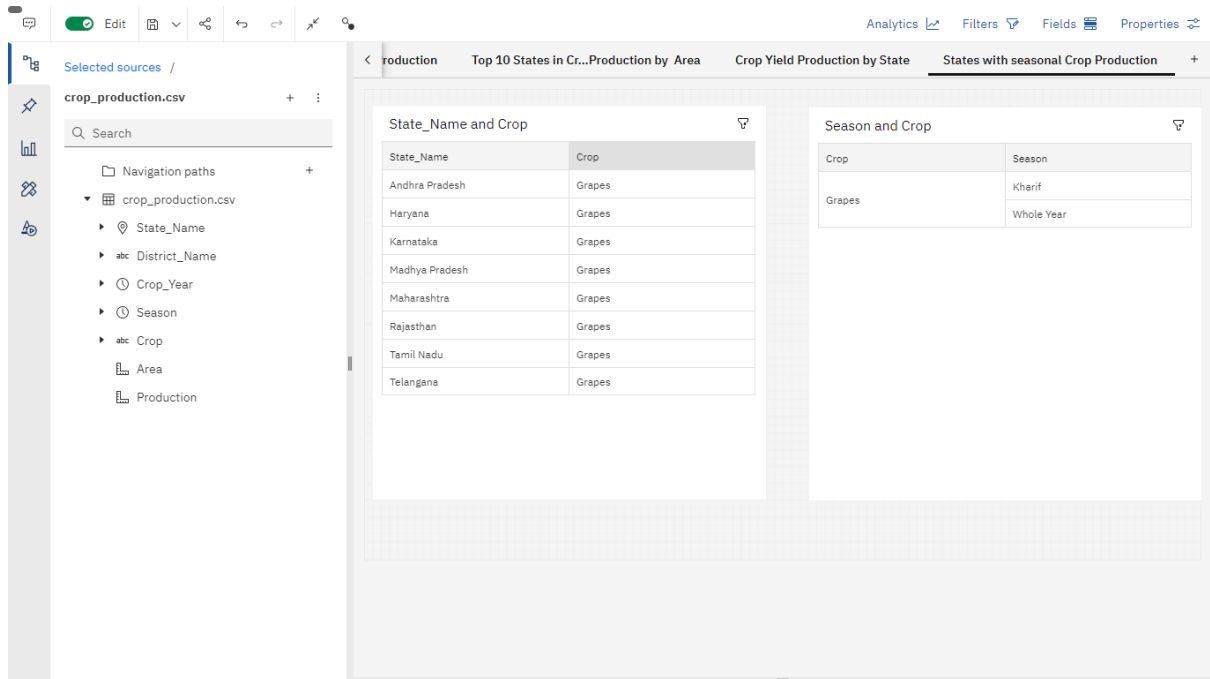 Edit
Analytics
Filters
Fields
Properties
Selected sources /
crop_production.csv
Search
Navigation paths
crop_production.csv
State_Name
abc District_Name
Crop_Year
Season
abc Crop
Area
Production
roduction
Top 10 States in Cr...Production by Area
Crop Yield Production by State
States with seasonal Crop Production
State_Name and Crop
State_Name Crop
Andhra Pradesh Grapes
Haryana Grapes
Karnataka Grapes
Madhya Pradesh Grapes
Maharashtra Grapes
Rajasthan Grapes
Tamil Nadu Grapes
Telangana Grapes
Season and Crop
Crop Season
Grapes
Kharif
Whole Year